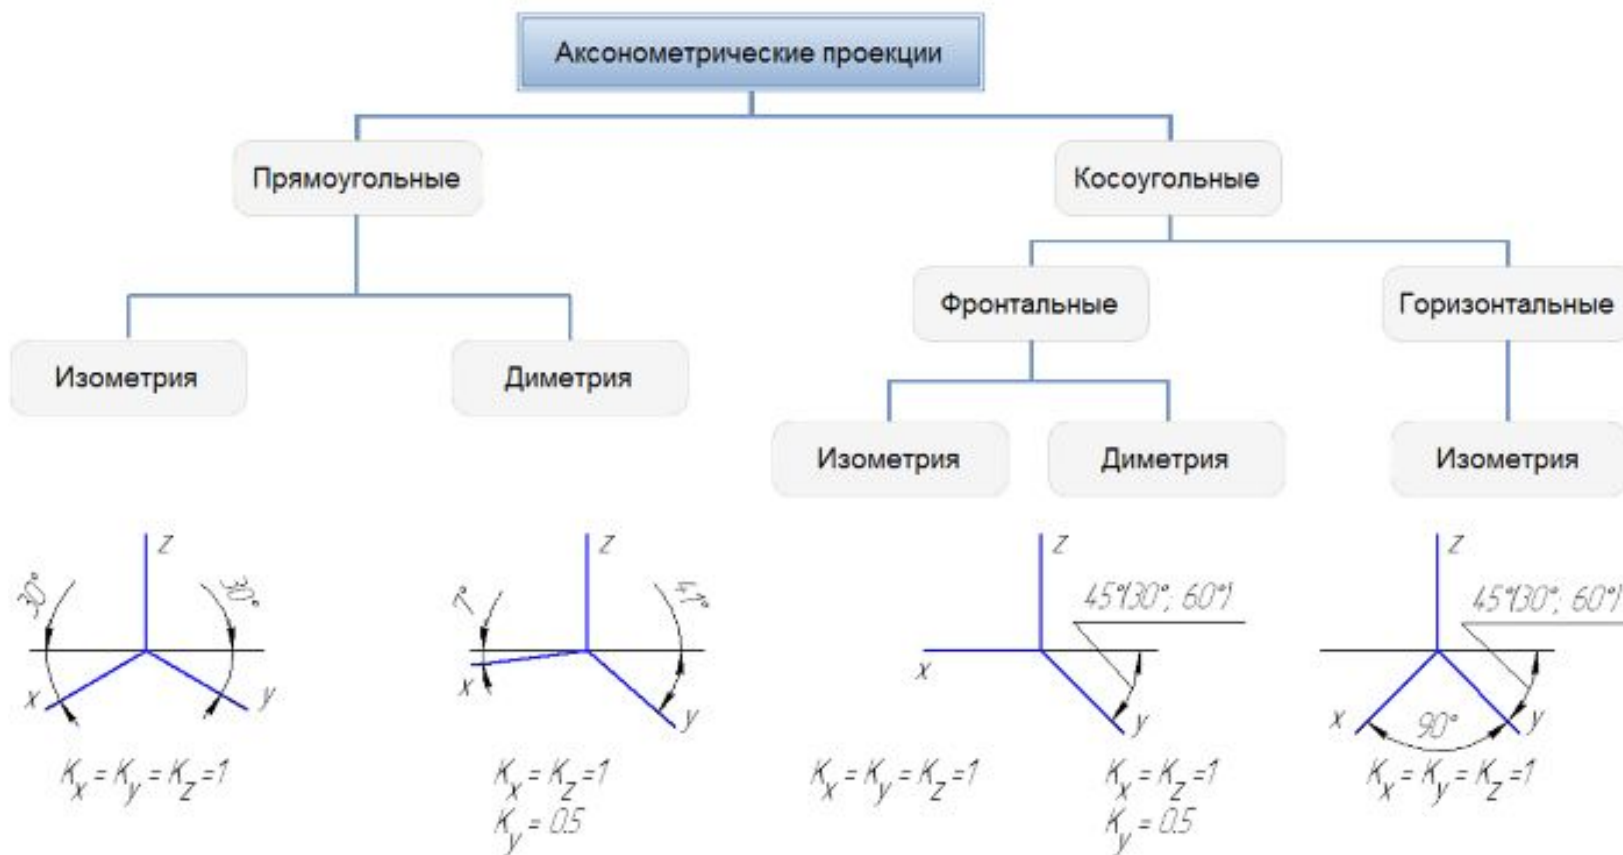 Аксонометрические проекции
Прямоугольные
Косоугольные
Фронтальные
Горизонтальные
Изометрия
Диметрия
Изометрия
Диметрия
Изометрия
z
30°
30°
x
y
Kx = Ky = Kz=1
z
7°
41°
x
y
Kx = Kz=1
Ky = 0.5
z
45°(30°; 60°)
x
y
Kx = Ky = Kz=1
Kx = Kz=1
Ky = 0.5
z
45°(30°; 60°)
x
90°
y
Kx = Ky = Kz=1